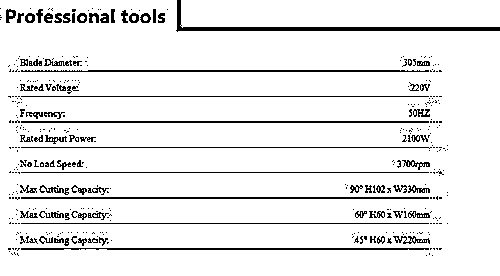 Professional tools
Blade Diameter: 305mm
Rated Voltage: 220V
Frequency: 50HZ
Rated Input Power: 2100W
No Load Speed: 3700rpm
Max Cutting Capacity: 90° H102 x W330mm
Max Cutting Capacity: 60° H60 x W160mm
Max Cutting Capacity: 45° H60 x W220mm